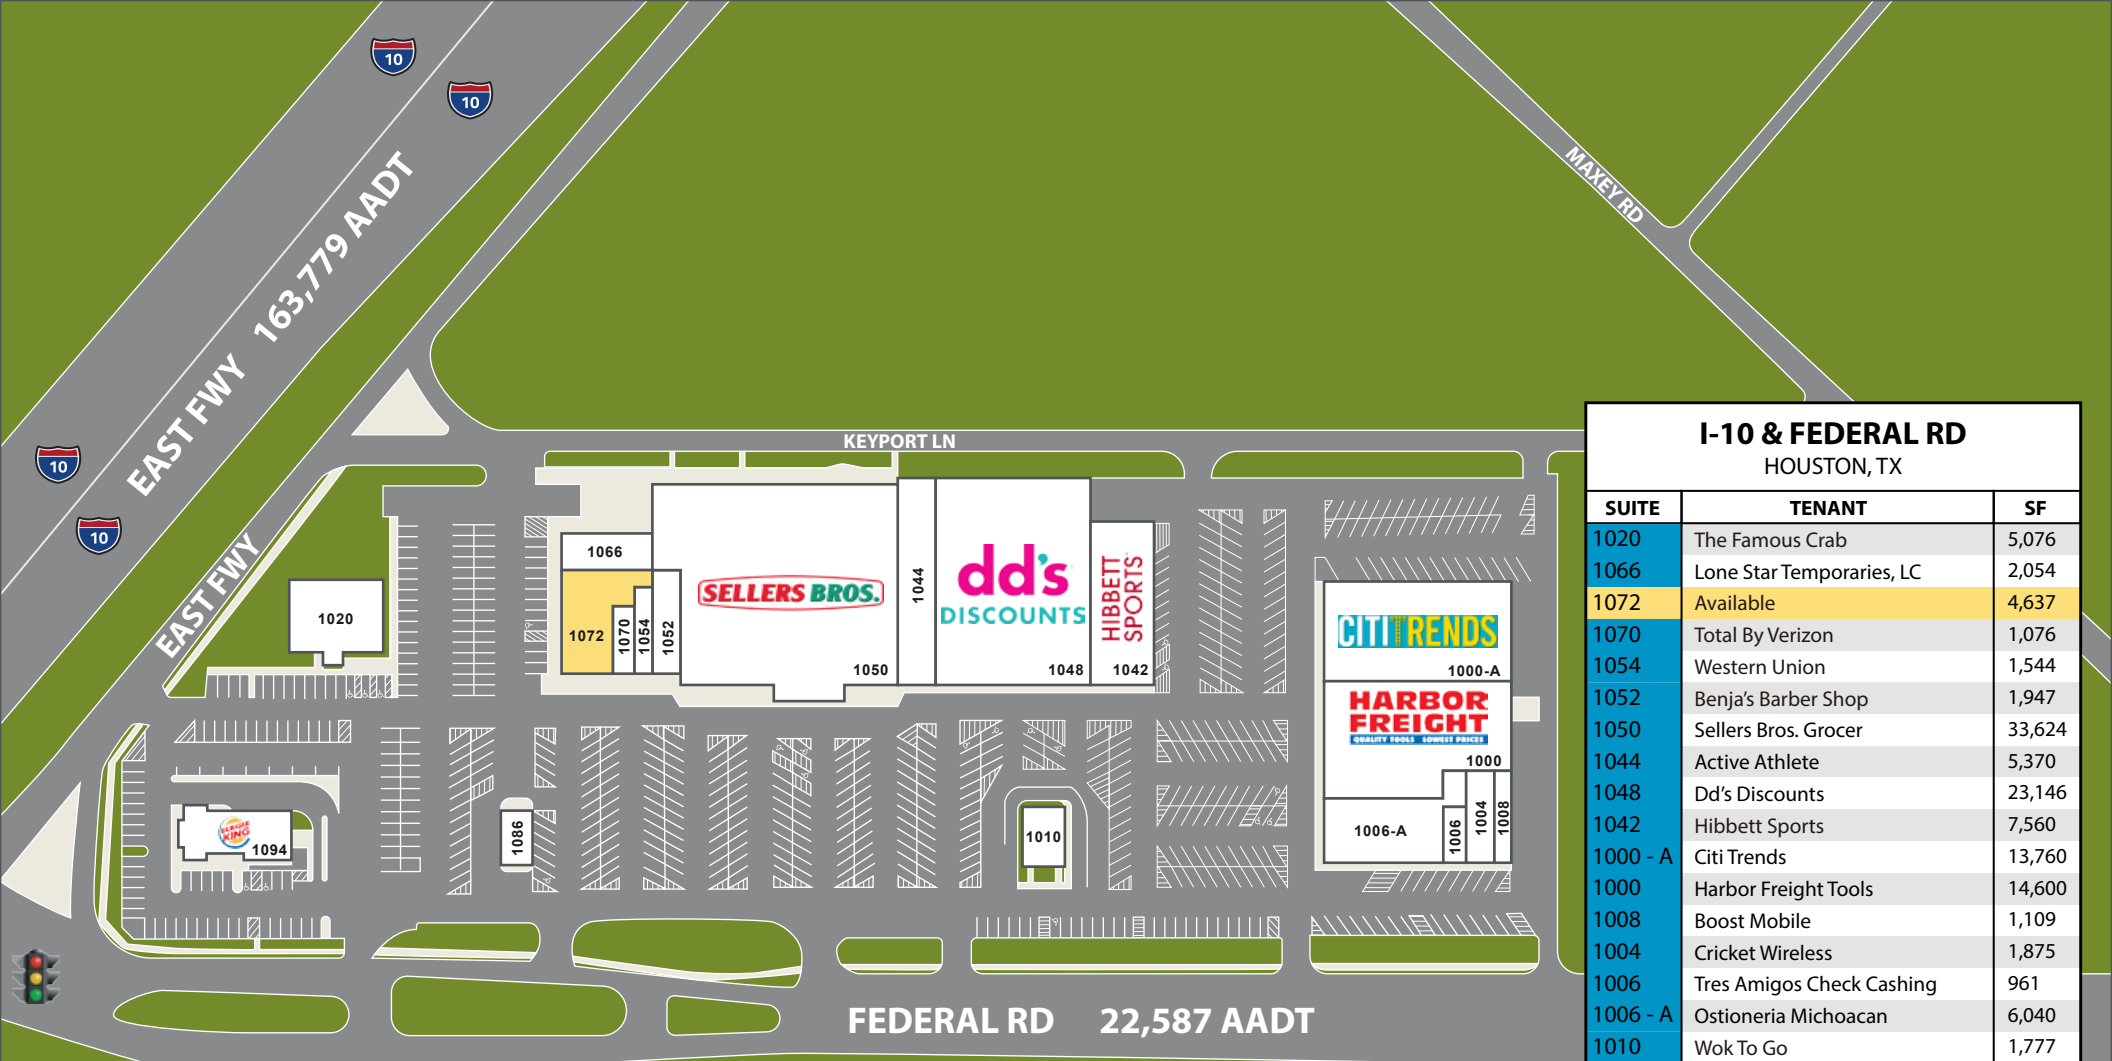 10
10
10
10
EAST FWY 163,779 AADT
EAST FWY
MAXEY RD
KEYPORT LN
1020
1066
1072
1070
1054
1052
SELLERS BROS.
1050
1044
dd's
DISCOUNTS
1048
HIBBETT
SPORTS
1042
CITITRENDS
1000-A
HARBOR
FREIGHT
QUALITY TOOLS LOWEST PRICES
1000
1006-A
1006
1004
1008
BURGER
KING
1094
1086
1010
FEDERAL RD 22,587 AADT
I-10 & FEDERAL RD
HOUSTON, TX
SUITE TENANT SF
1020 The Famous Crab 5,076
1066 Lone Star Temporaries, LC 2,054
1072 Available 4,637
1070 Total By Verizon 1,076
1054 Western Union 1,544
1052 Benja's Barber Shop 1,947
1050 Sellers Bros. Grocer 33,624
1044 Active Athlete 5,370
1048 Dd's Discounts 23,146
1042 Hibbett Sports 7,560
1000 - A Citi Trends 13,760
1000 Harbor Freight Tools 14,600
1008 Boost Mobile 1,109
1004 Cricket Wireless 1,875
1006 Tres Amigos Check Cashing 961
1006 - A Ostioneria Michoacan 6,040
1010 Wok To Go 1,777